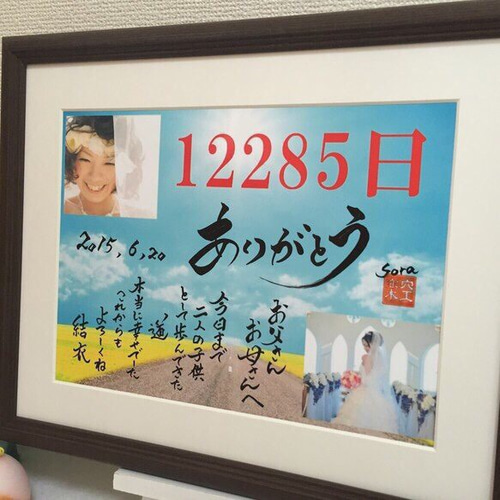 12285日
ありがとう
2015,6,20
Sora
お父さん
お母さんへ
今日まで
二人の子供
として歩んできた
"道"
本当に幸せでした
これからも
よろしくね
結衣